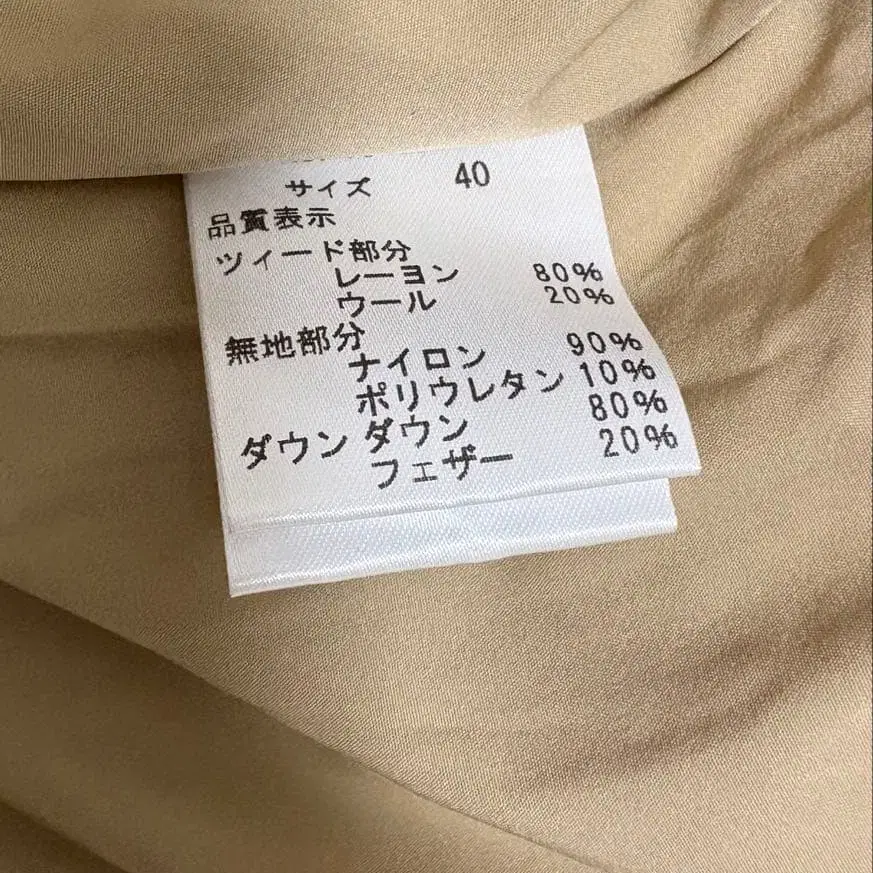 サイズ 40
品質表示
ツィード部分
レーヨン 80%
ウール 20%
無地部分
ナイロン 90%
ポリウレタン 10%
ダウン ダウン 80%
フェザー 20%